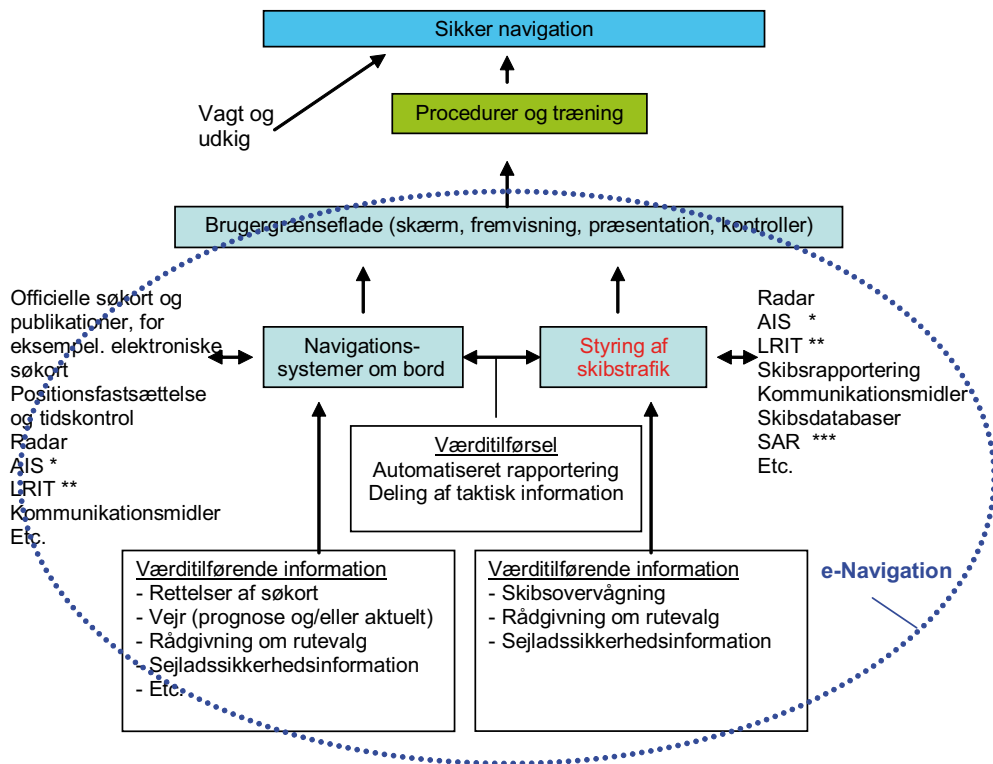 Sikker navigation
Vagt og
udkig
Procedurer og træning
Brugergrænseflade (skærm, fremvisning, præsentation, kontroller)
Officielle søkort og
publikationer, for
eksempel. elektroniske
søkort
Positionsfastsættelse
og tidskontrol
Radar
AIS *
LRIT **
Kommunikationsmidler
Etc.
Navigations-
systemer om bord
Styring af
skibstrafik
Radar
AIS *
LRIT **
Skibsrapportering
Kommunikationsmidler
Skibsdatabaser
SAR ***
Etc.
Værditilførsel
Automatiseret rapportering
Deling af taktisk information
Værditilførende information
- Rettelser af søkort
- Vejr (prognose og/eller aktuelt)
- Rådgivning om rutevalg
- Sejladssikkerhedsinformation
- Etc.
Værditilførende information
- Skibsovervågning
- Rådgivning om rutevalg
- Sejladssikkerhedsinformation
e-Navigation